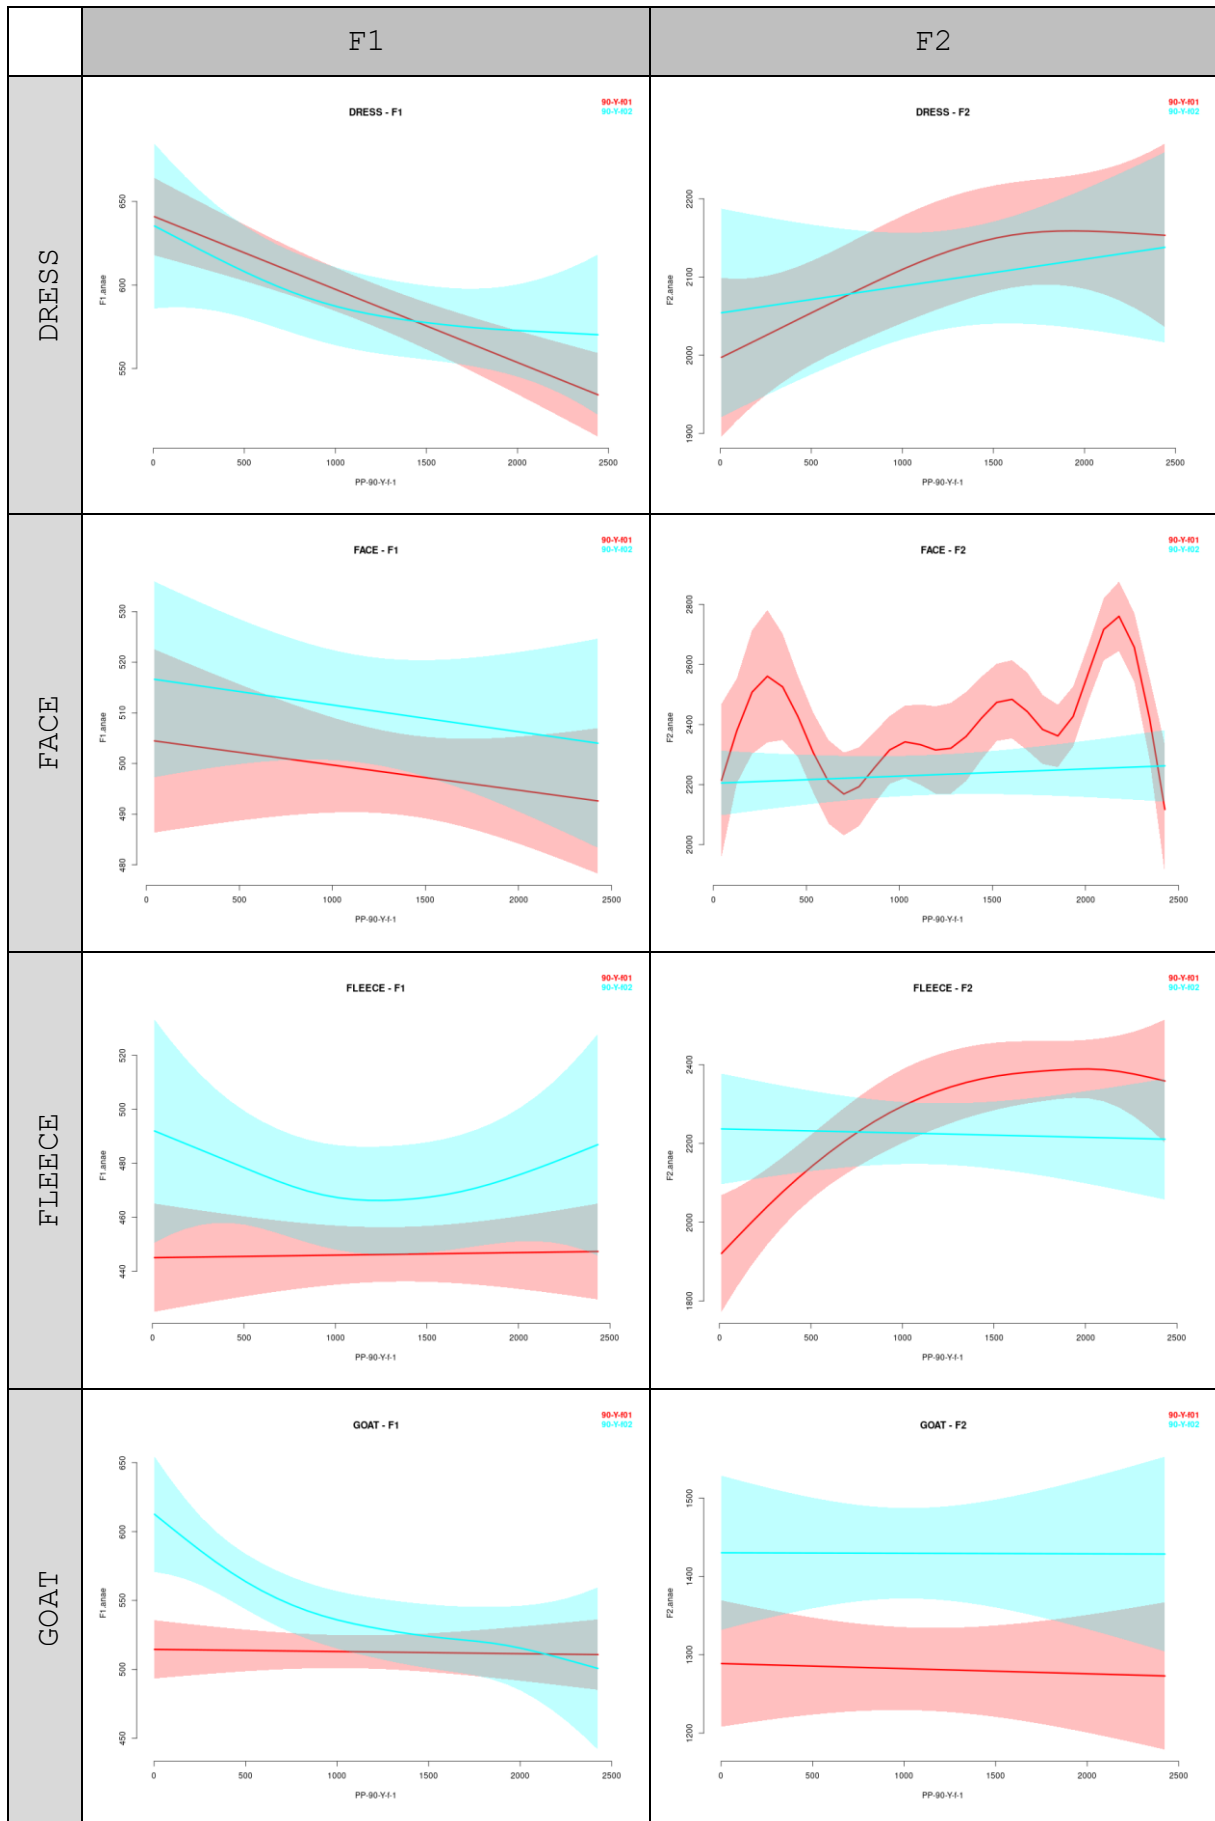 F1 F2
DRESS
DRESS - F1
90-Y-f01
90-Y-f02
F1.anae
650
600
550
0 500 1000 1500 2000 2500
PP-90-Y-f-1
DRESS - F2
90-Y-f01
90-Y-f02
F2.anae
2200
2100
2000
1900
0 500 1000 1500 2000 2500
PP-90-Y-f-1
FACE
FACE - F1
90-Y-f01
90-Y-f02
F1.anae
530
520
510
500
490
480
0 500 1000 1500 2000 2500
PP-90-Y-f-1
FACE - F2
90-Y-f01
90-Y-f02
F2.anae
2800
2600
2400
2200
2000
0 500 1000 1500 2000 2500
PP-90-Y-f-1
FLEECE
FLEECE - F1
90-Y-f01
90-Y-f02
F1.anae
520
500
480
460
440
0 500 1000 1500 2000 2500
PP-90-Y-f-1
FLEECE - F2
90-Y-f01
90-Y-f02
F2.anae
2400
2200
2000
1800
0 500 1000 1500 2000 2500
PP-90-Y-f-1
GOAT
GOAT - F1
90-Y-f01
90-Y-f02
F1.anae
650
600
550
500
450
0 500 1000 1500 2000 2500
PP-90-Y-f-1
GOAT - F2
90-Y-f01
90-Y-f02
F2.anae
1500
1400
1300
1200
0 500 1000 1500 2000 2500
PP-90-Y-f-1